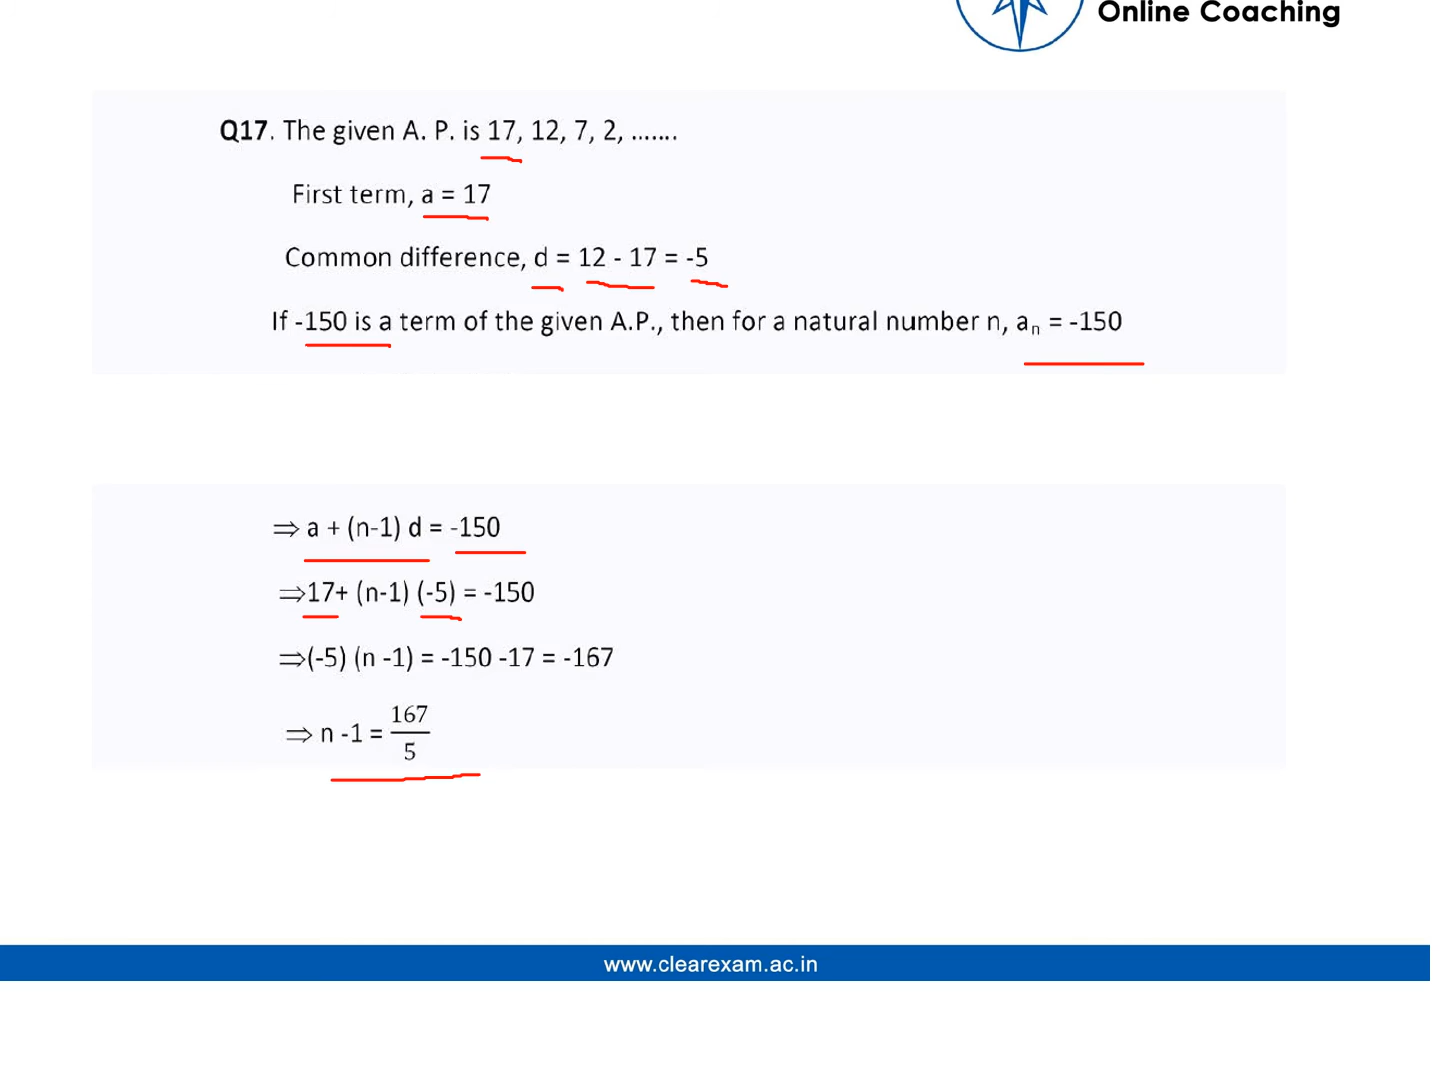 Online Coaching
Q17. The given A. P. is 17, 12, 7, 2, .......
First term, a = 17
Common difference, d = 12 - 17 = -5
If -150 is a term of the given A.P., then for a natural number n, aₙ = -150
⇒ a + (n-1) d = -150
⇒17+ (n-1) (-5) = -150
⇒(-5) (n -1) = -150 -17 = -167
⇒ n -1 = 167/5
www.clearexam.ac.in